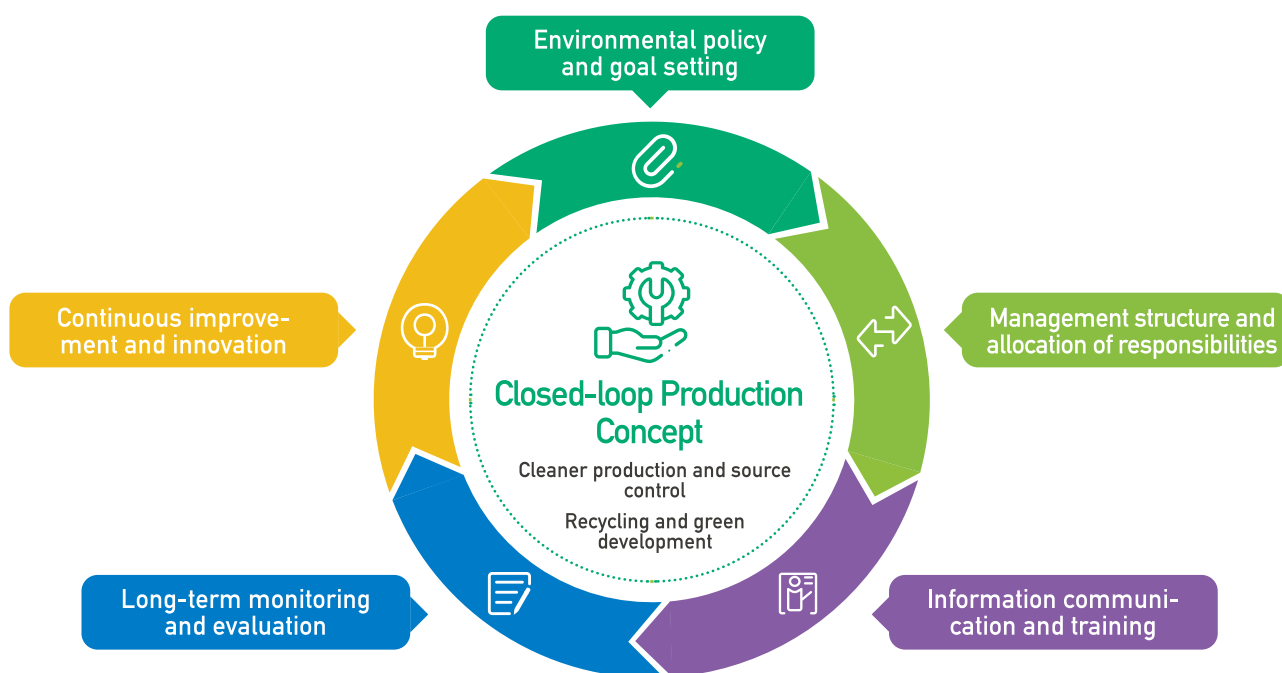 Environmental policy
and goal setting
Continuous improve-
ment and innovation
Management structure and
allocation of responsibilities
Closed-loop Production
Concept
Cleaner production and source
control
Recycling and green
development
Long-term monitoring
and evaluation
Information communi-
cation and training